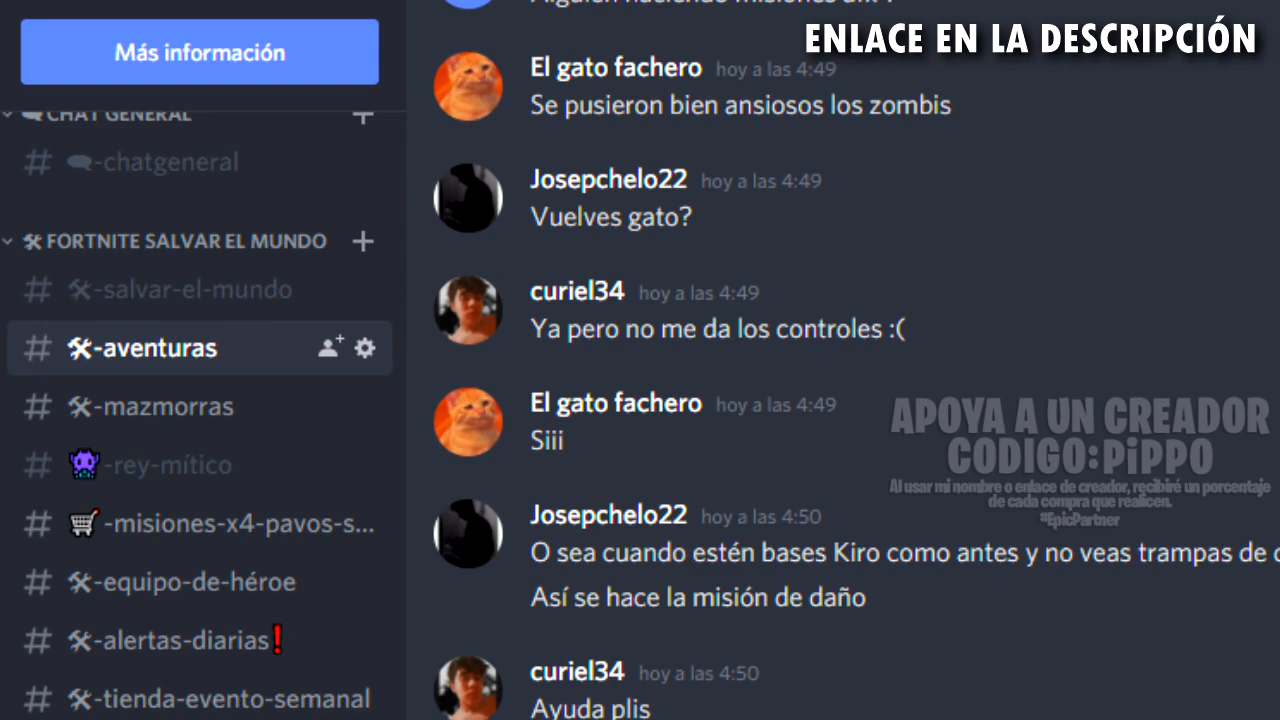 Más información
CHAT GENERAL
-chatgeneral
FORTNITE SALVAR EL MUNDO
-salvar-el-mundo
-aventuras
-mazmorras
-rey-mítico
-misiones-x4-pavos-s...
-equipo-de-héroe
-alertas-diarias❗
-tienda-evento-semanal
ENLACE EN LA DESCRIPCIÓN
El gato fachero hoy a las 4:49
Se pusieron bien ansiosos los zombis
Josepchelo22 hoy a las 4:49
Vuelves gato?
curiel34 hoy a las 4:49
Ya pero no me da los controles :(
El gato fachero hoy a las 4:49
Siii
Josepchelo22 hoy a las 4:50
O sea cuando estén bases Kiro como antes y no veas trampas de
Así se hace la misión de daño
curiel34 hoy a las 4:50
Ayuda plis
APOYA A UN CREADOR
CODIGO:PiPPO
Al usar mi nombre o enlace de creador, recibiré un porcentaje
de cada compra que realicen.
#EpicPartner